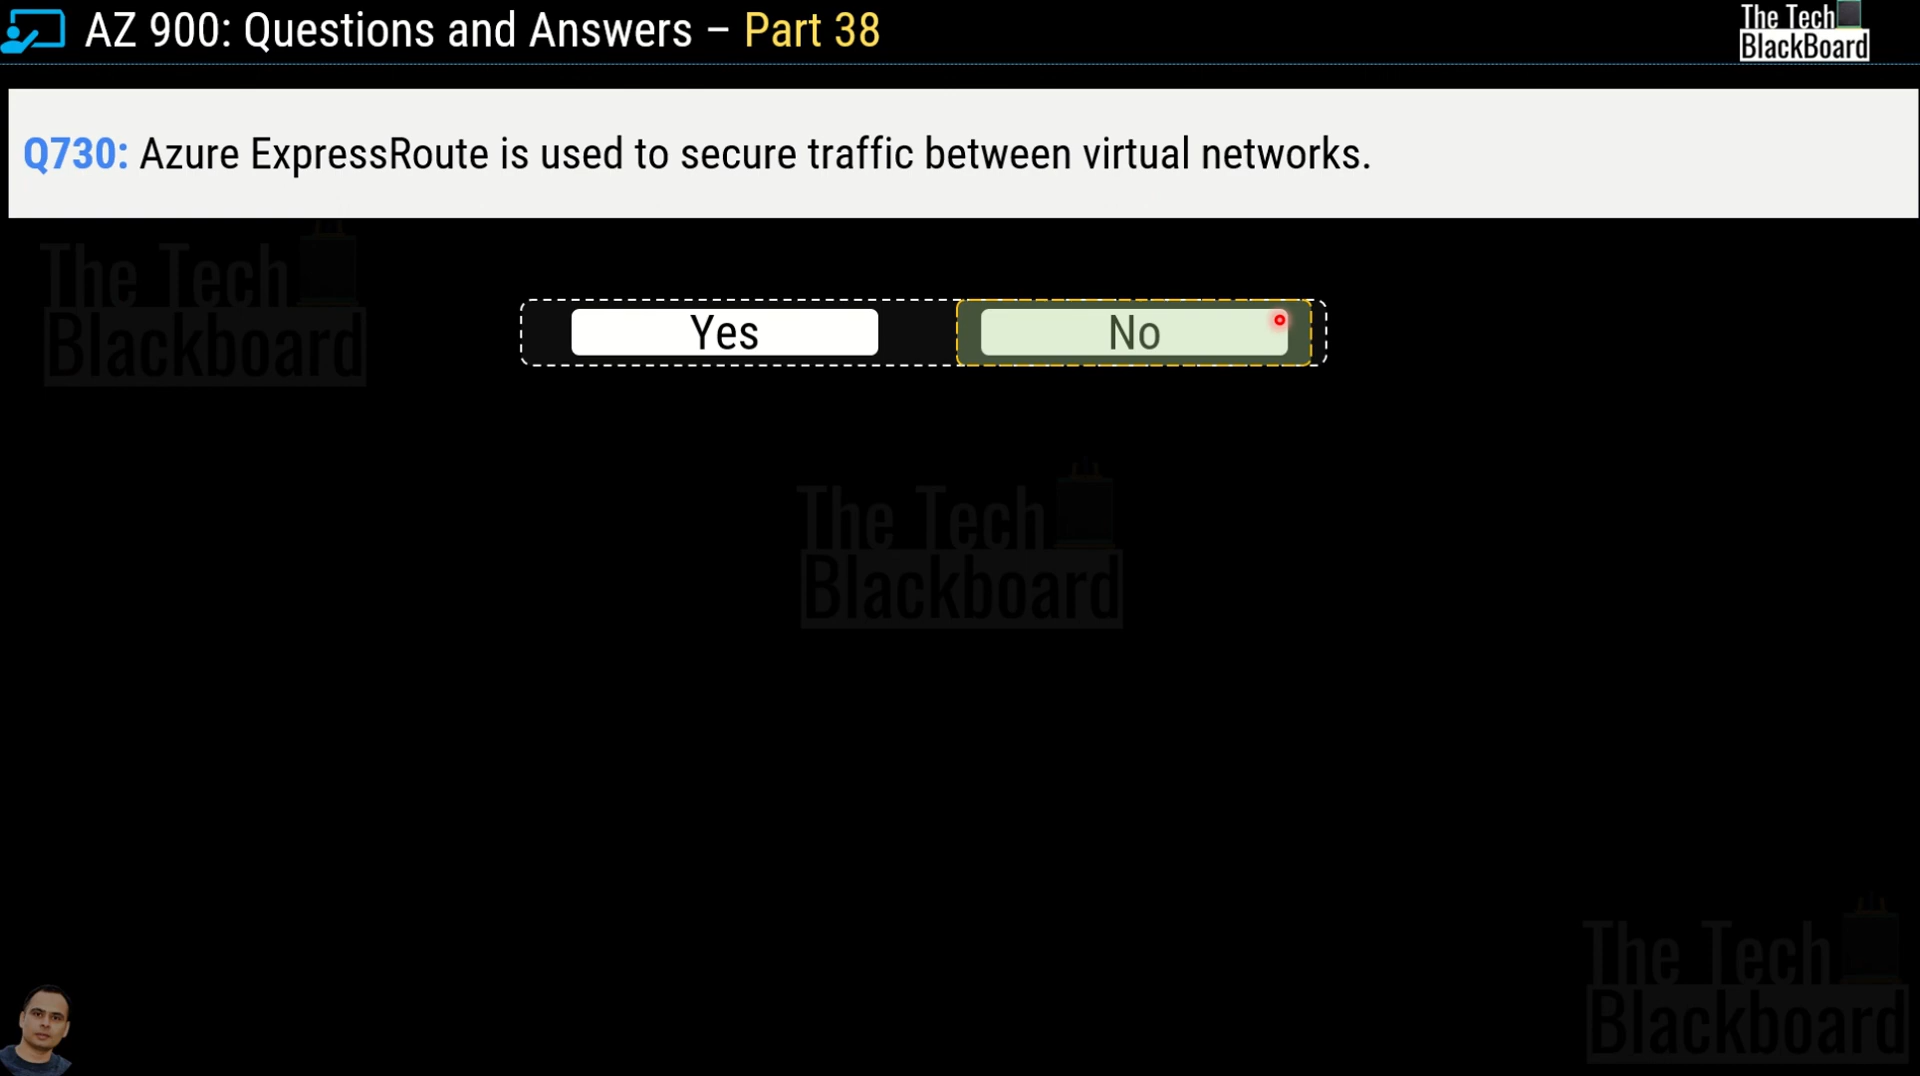 AZ 900: Questions and Answers – Part 38
The Tech
BlackBoard
Q730: Azure ExpressRoute is used to secure traffic between virtual networks.
The Tech
Blackboard
Yes
No
The Tech
Blackboard
The Tech
Blackboard